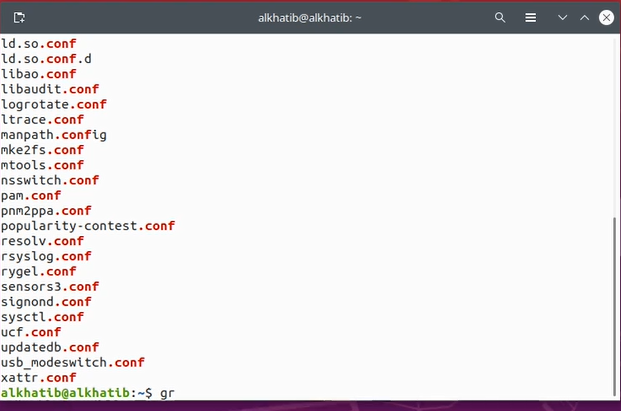 alkhatib@alkhatib: ~
ld.so.conf
ld.so.conf.d
libao.conf
libaudit.conf
logrotate.conf
ltrace.conf
manpath.config
mke2fs.conf
mtools.conf
nsswitch.conf
pam.conf
pnm2ppa.conf
popularity-contest.conf
resolv.conf
rsyslog.conf
rygel.conf
sensors3.conf
signond.conf
sysctl.conf
ucf.conf
updatedb.conf
usb_modeswitch.conf
xattr.conf
alkhatib@alkhatib:~$ gr